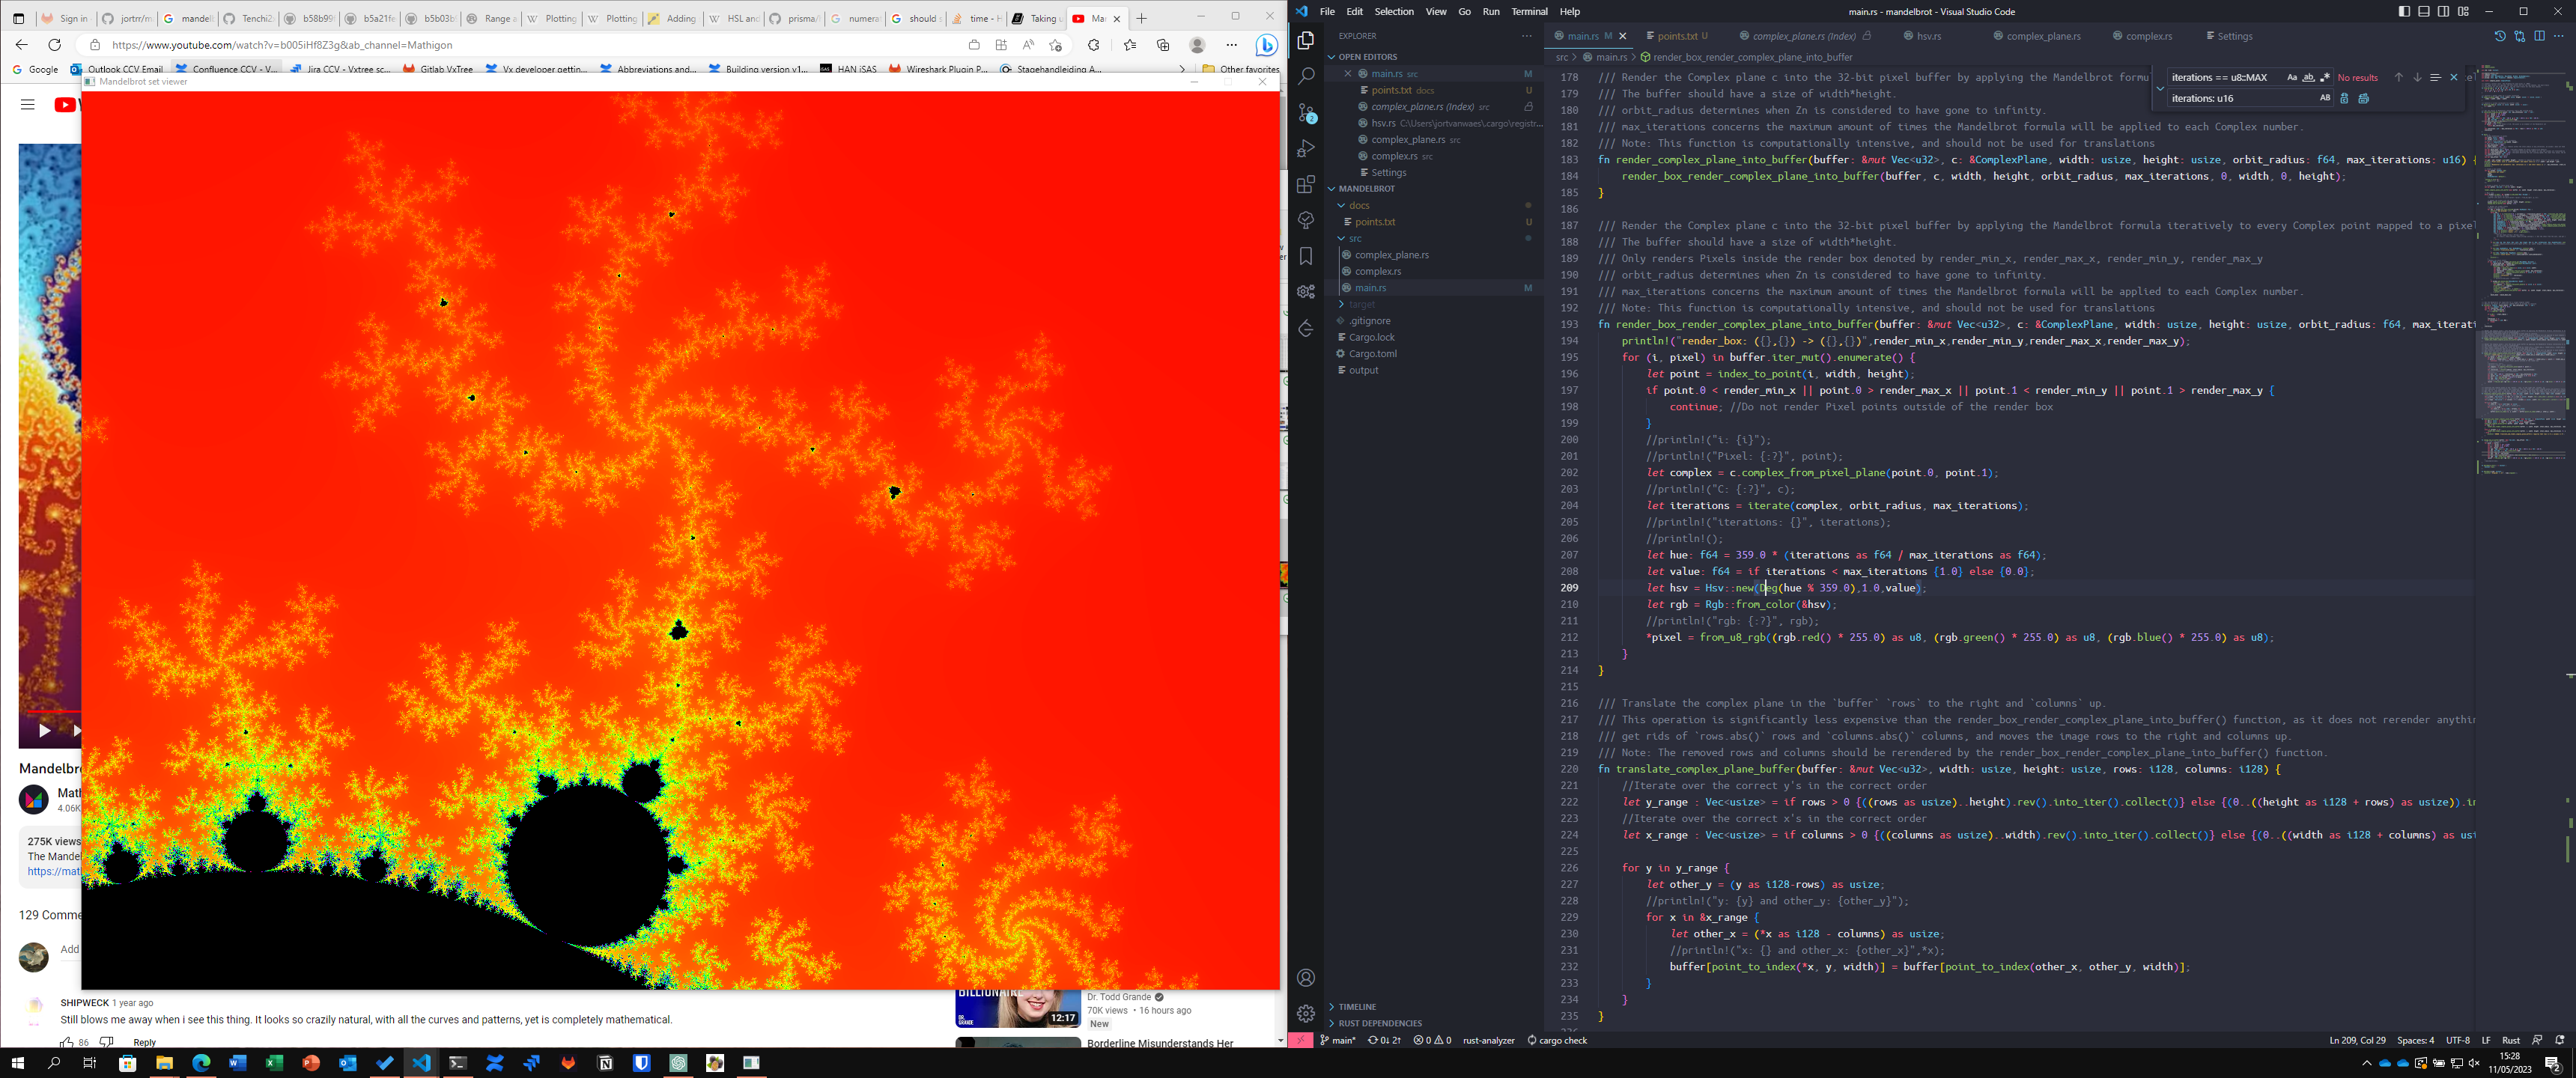 Sign in
jortrr/m
mandel
Tenchi2
b58b99
b5a21fe
b5b03b
Range a
Plotting
Plotting
Adding
HSL and
prisma/
numera
should
time - H
Taking u
Ma
https://www.youtube.com/watch?v=b005iHf8Z3g&ab_channel=Mathigon
Google
Outlook CCV Email
Confluence CCV - V...
Jira CCV - Vxtree sc...
Gitlab VxTree
Vx developer gettin...
Abbreviations and...
Building version v1...
HAN iSAS
Wireshark Plugin P...
Stagehandleiding A...
Other favorites
Mandelbrot set viewer
Mandelbro
Math
4.06K
275K views
The Mandel
https://mat
129 Comme
Add
SHIPWECK 1 year ago
Still blows me away when i see this thing. It looks so crazily natural, with all the curves and patterns, yet is completely mathematical.
86
Reply
BILLIONAIRE
DR. GRANDE
12:17
Dr. Todd Grande
70K views • 16 hours ago
New
Borderline Misunderstands Her
File Edit Selection View Go Run Terminal Help
main.rs - mandelbrot - Visual Studio Code
EXPLORER
OPEN EDITORS
main.rs src M
points.txt docs U
complex_plane.rs (Index) src
hsv.rs C:\Users\jortvanwaes\.cargo\registr...
complex_plane.rs src
complex.rs src
Settings
MANDELBROT
docs
points.txt U
src
complex_plane.rs
complex.rs
main.rs M
target
.gitignore
Cargo.lock
Cargo.toml
output
TIMELINE
RUST DEPENDENCIES
main.rs M
points.txt U
complex_plane.rs (Index)
hsv.rs
complex_plane.rs
complex.rs
Settings
src > main.rs > render_box_render_complex_plane_into_buffer
iterations == u8::MAX
Aa ab
No results
iterations: u16
AB
178 /// Render the Complex plane c into the 32-bit pixel buffer by applying the Mandelbrot formu
179 /// The buffer should have a size of width*height.
180 /// orbit_radius determines when Zn is considered to have gone to infinity.
181 /// max_iterations concerns the maximum amount of times the Mandelbrot formula will be applied to each Complex number.
182 /// Note: This function is computationally intensive, and should not be used for translations
183 fn render_complex_plane_into_buffer(buffer: &mut Vec<u32>, c: &ComplexPlane, width: usize, height: usize, orbit_radius: f64, max_iterations: u16) {
184 render_box_render_complex_plane_into_buffer(buffer, c, width, height, orbit_radius, max_iterations, 0, width, 0, height);
185 }
186
187 /// Render the Complex plane c into the 32-bit pixel buffer by applying the Mandelbrot formula iteratively to every Complex point mapped to a pixel
188 /// The buffer should have a size of width*height.
189 /// Only renders Pixels inside the render box denoted by render_min_x, render_max_x, render_min_y, render_max_y
190 /// orbit_radius determines when Zn is considered to have gone to infinity.
191 /// max_iterations concerns the maximum amount of times the Mandelbrot formula will be applied to each Complex number.
192 /// Note: This function is computationally intensive, and should not be used for translations
193 fn render_box_render_complex_plane_into_buffer(buffer: &mut Vec<u32>, c: &ComplexPlane, width: usize, height: usize, orbit_radius: f64, max_iterati
194 println!("render_box: ({},{}) -> ({},{})",render_min_x,render_min_y,render_max_x,render_max_y);
195 for (i, pixel) in buffer.iter_mut().enumerate() {
196 let point = index_to_point(i, width, height);
197 if point.0 < render_min_x || point.0 > render_max_x || point.1 < render_min_y || point.1 > render_max_y {
198 continue; //Do not render Pixel points outside of the render box
199 }
200 //println!("i: {i}");
201 //println!("Pixel: {:?}", point);
202 let complex = c.complex_from_pixel_plane(point.0, point.1);
203 //println!("C: {:?}", c);
204 let iterations = iterate(complex, orbit_radius, max_iterations);
205 //println!("iterations: {}", iterations);
206 //println!();
207 let hue: f64 = 359.0 * (iterations as f64 / max_iterations as f64);
208 let value: f64 = if iterations < max_iterations {1.0} else {0.0};
209 let hsv = Hsv::new(Deg(hue % 359.0),1.0,value);
210 let rgb = Rgb::from_color(&hsv);
211 //println!("rgb: {:?}", rgb);
212 *pixel = from_u8_rgb((rgb.red() * 255.0) as u8, (rgb.green() * 255.0) as u8, (rgb.blue() * 255.0) as u8);
213 }
214 }
215
216 /// Translate the complex plane in the `buffer` `rows` to the right and `columns` up.
217 /// This operation is significantly less expensive than the render_box_render_complex_plane_into_buffer() function, as it does not rerender anythin
218 /// get rids of `rows.abs()` rows and `columns.abs()` columns, and moves the image rows to the right and columns up.
219 /// Note: The removed rows and columns should be rerendered by the render_box_render_complex_plane_into_buffer() function.
220 fn translate_complex_plane_buffer(buffer: &mut Vec<u32>, width: usize, height: usize, rows: i128, columns: i128) {
221 //Iterate over the correct y's in the correct order
222 let y_range : Vec<usize> = if rows > 0 {((rows as usize)..height).rev().into_iter().collect()} else {(0..((height as i128 + rows) as usize)).in
223 //Iterate over the correct x's in the correct order
224 let x_range : Vec<usize> = if columns > 0 {((columns as usize)..width).rev().into_iter().collect()} else {(0..((width as i128 + columns) as usi
225
226 for y in y_range {
227 let other_y = (y as i128-rows) as usize;
228 //println!("y: {y} and other_y: {other_y}");
229 for x in &x_range {
230 let other_x = (*x as i128 - columns) as usize;
231 //println!("x: {} and other_x: {other_x}",*x);
232 buffer[point_to_index(*x, y, width)] = buffer[point_to_index(other_x, other_y, width)];
233 }
234 }
235 }
main* 0↓ 2↑ 0 0 rust-analyzer cargo check
Ln 209, Col 29 Spaces: 4 UTF-8 LF Rust
15:28
11/05/2023
2